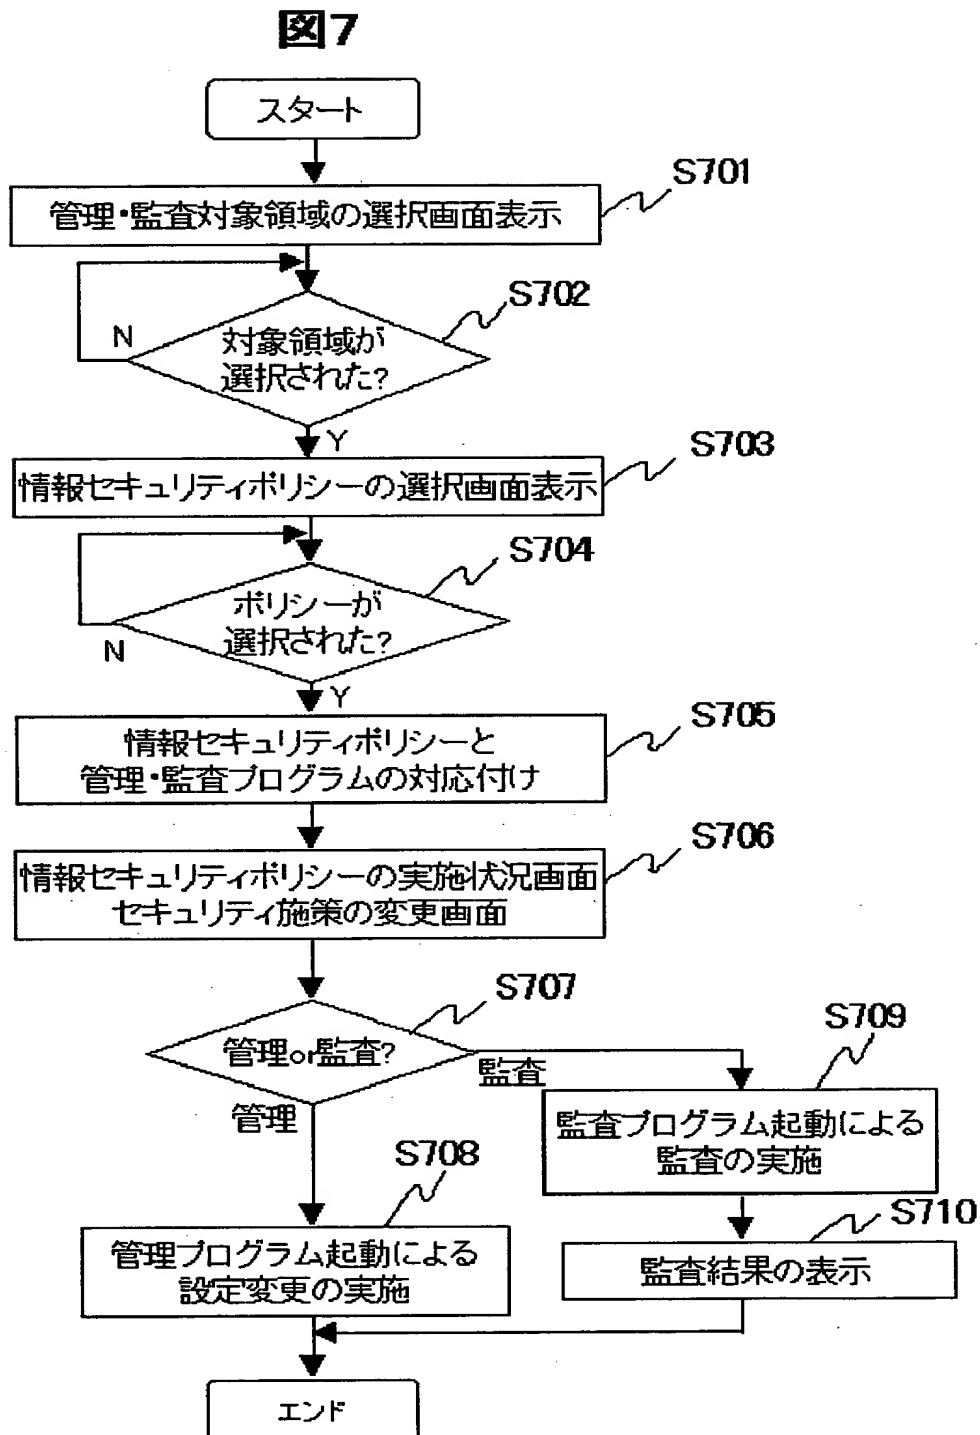 図7
スタート
S701
管理・監査対象領域の選択画面表示
S702
対象領域が
選択された?
N
Y
S703
情報セキュリティポリシーの選択画面表示
S704
ポリシーが
選択された?
N
Y
S705
情報セキュリティポリシーと
管理・監査プログラムの対応付け
S706
情報セキュリティポリシーの実施状況画面
セキュリティ施策の変更画面
S707
管理or監査?
監査
管理
S709
監査プログラム起動による
監査の実施
S708
管理プログラム起動による
設定変更の実施
S710
監査結果の表示
エンド